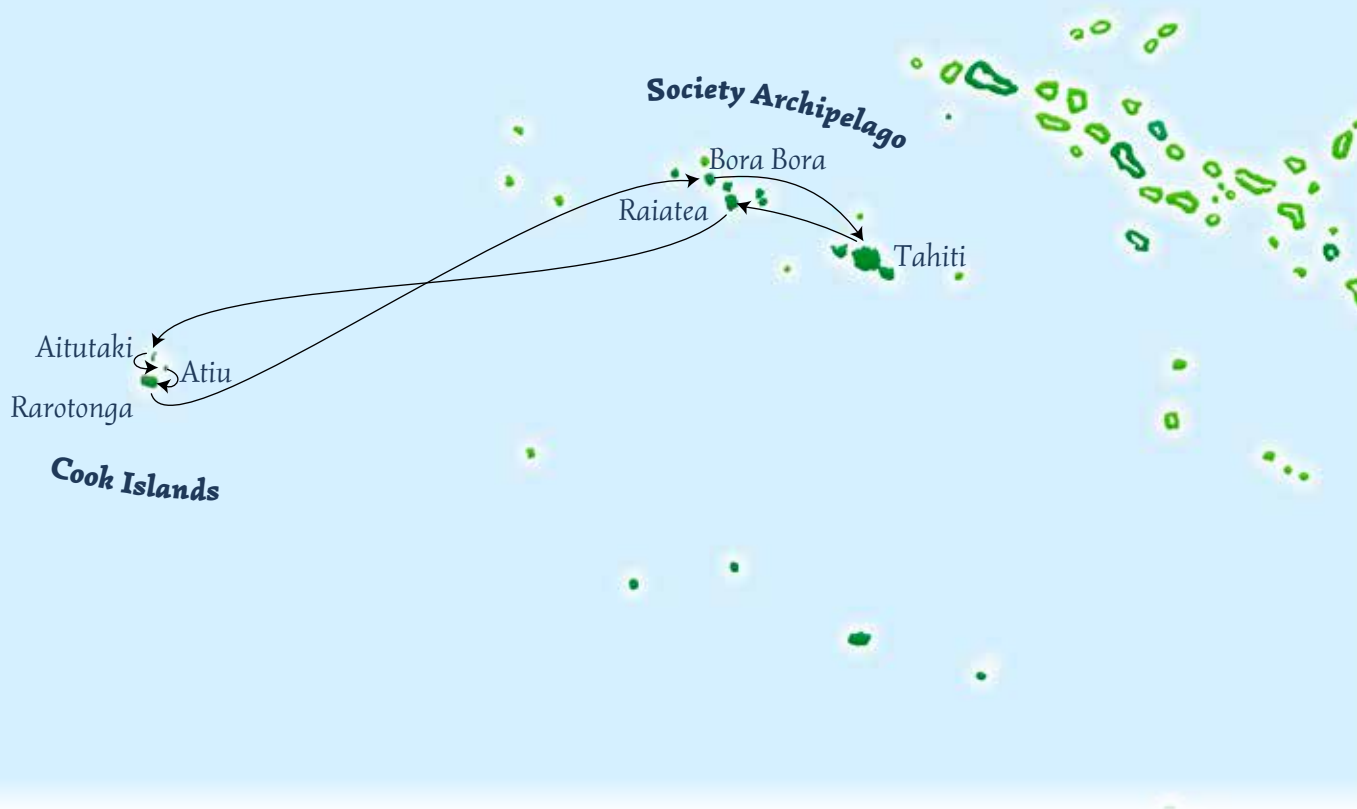 Society Archipelago
Bora Bora
Raiatea
Tahiti
Aitutaki
Atiu
Rarotonga
Cook Islands